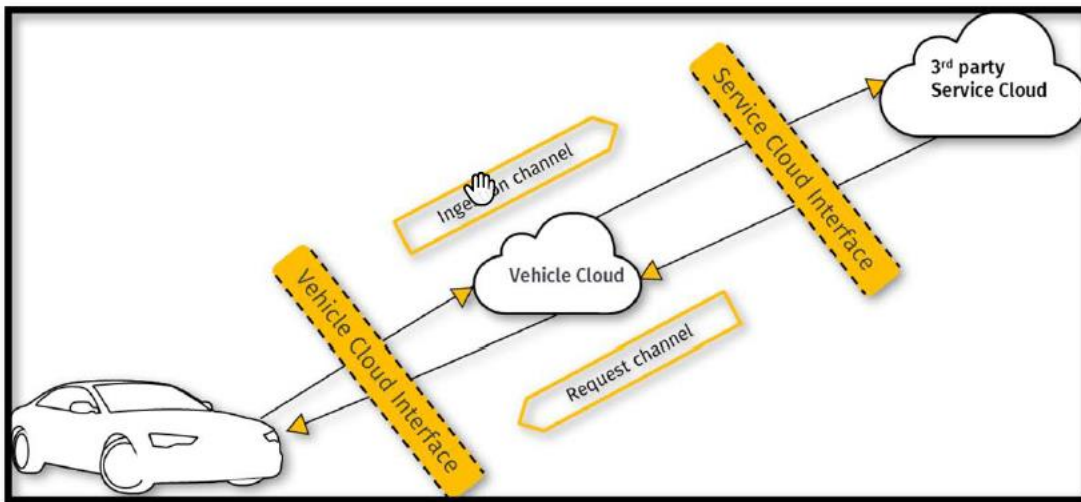 3rd party
Service Cloud
Service Cloud Interface
channel
Vehicle Cloud
Vehicle Cloud Interface
Request channel